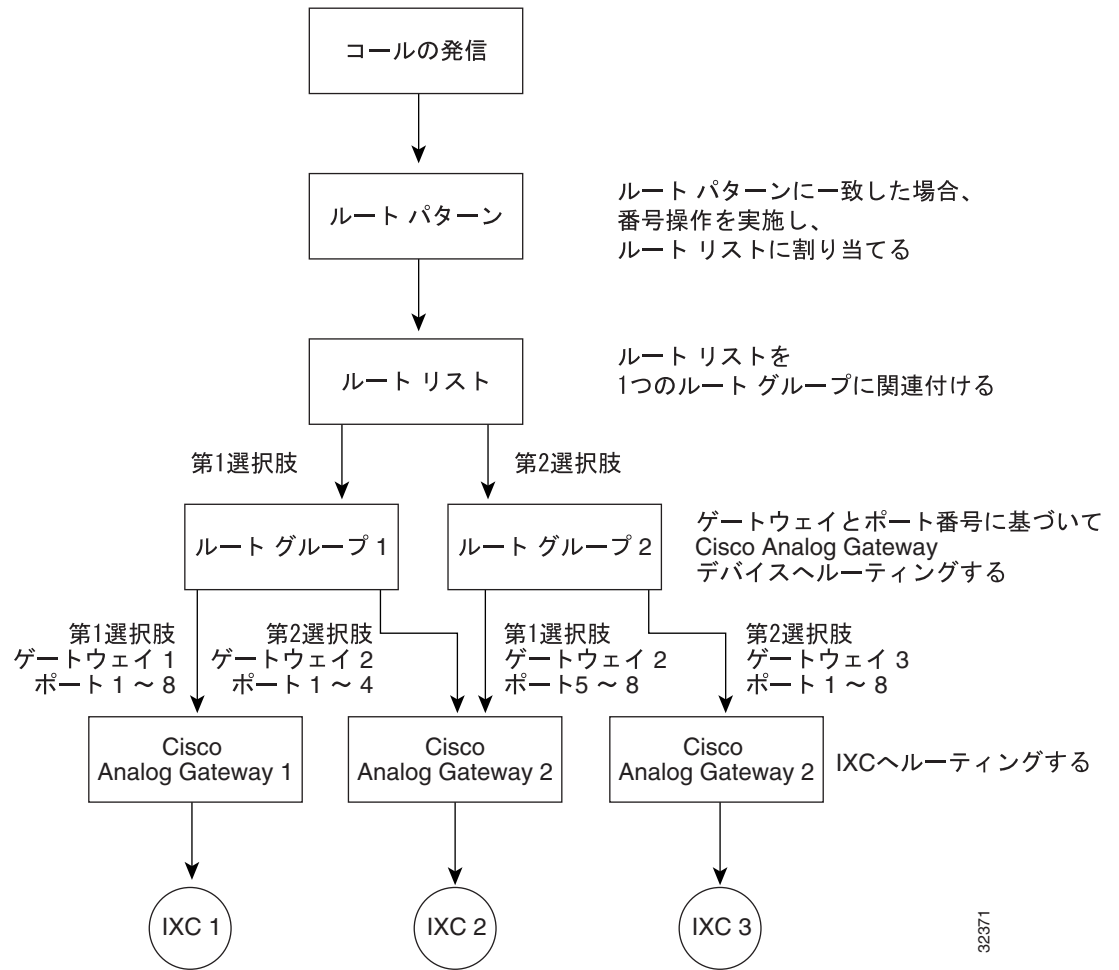 コールの発信
ルート パターン
ルート パターンに一致した場合、
番号操作を実施し、
ルート リストに割り当てる
ルート リスト
ルート リストを
1つのルート グループに関連付ける
第1選択肢
第2選択肢
ルート グループ 1
ルート グループ 2
ゲートウェイとポート番号に基づいて
Cisco Analog Gateway
デバイスへルーティングする
第1選択肢
ゲートウェイ 1
ポート 1 ~ 8
第2選択肢
ゲートウェイ 2
ポート 1 ~ 4
第1選択肢
ゲートウェイ 2
ポート5 ~ 8
第2選択肢
ゲートウェイ 3
ポート 1 ~ 8
Cisco
Analog Gateway 1
Cisco
Analog Gateway 2
Cisco
Analog Gateway 2
IXCへルーティングする
IXC 1
IXC 2
IXC 3
32371